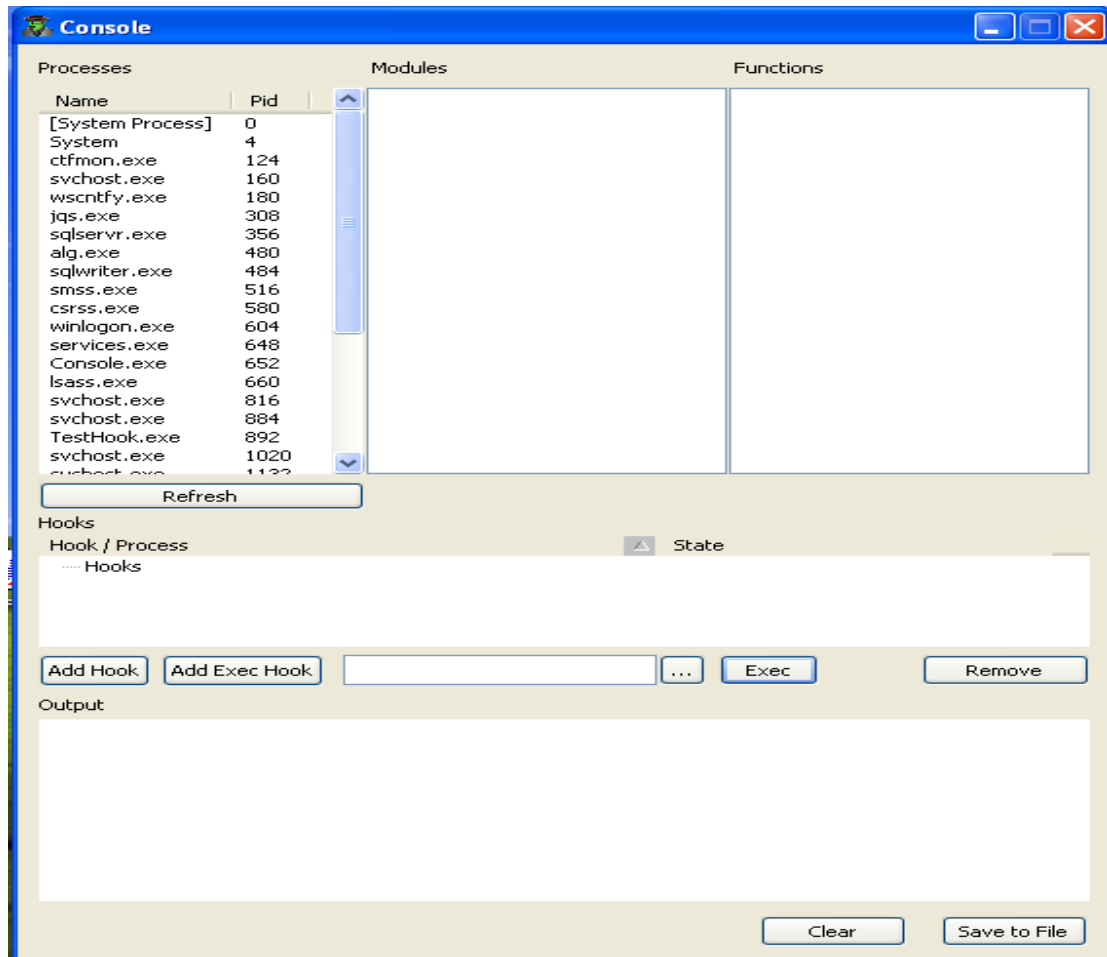 Console
Processes Modules Functions
Name Pid
[System Process] 0
System 4
ctfmon.exe 124
svchost.exe 160
wscntfy.exe 180
jqs.exe 308
sqlservr.exe 356
alg.exe 480
sqlwriter.exe 484
smss.exe 516
csrss.exe 580
winlogon.exe 604
services.exe 648
Console.exe 652
lsass.exe 660
svchost.exe 816
svchost.exe 884
TestHook.exe 892
svchost.exe 1020
svchost.exe 1132
Refresh
Hooks
Hook / Process State
Hooks
Add Hook Add Exec Hook ... Exec Remove
Output
Clear Save to File